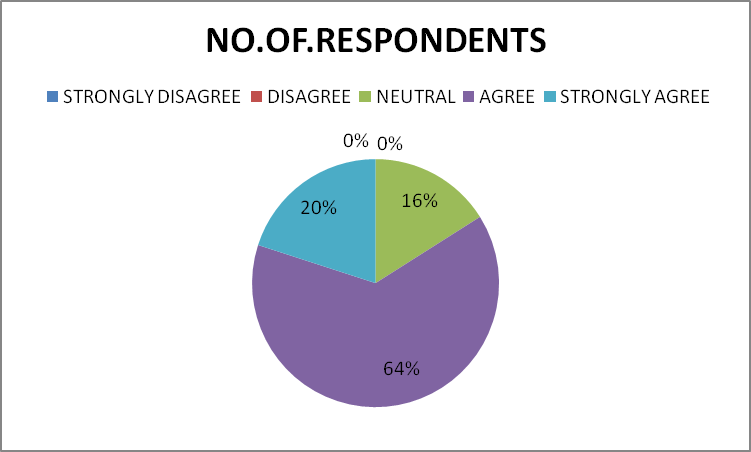 NO.OF.RESPONDENTS
STRONGLY DISAGREE DISAGREE NEUTRAL AGREE STRONGLY AGREE
0% 0%
20% 16%
64%